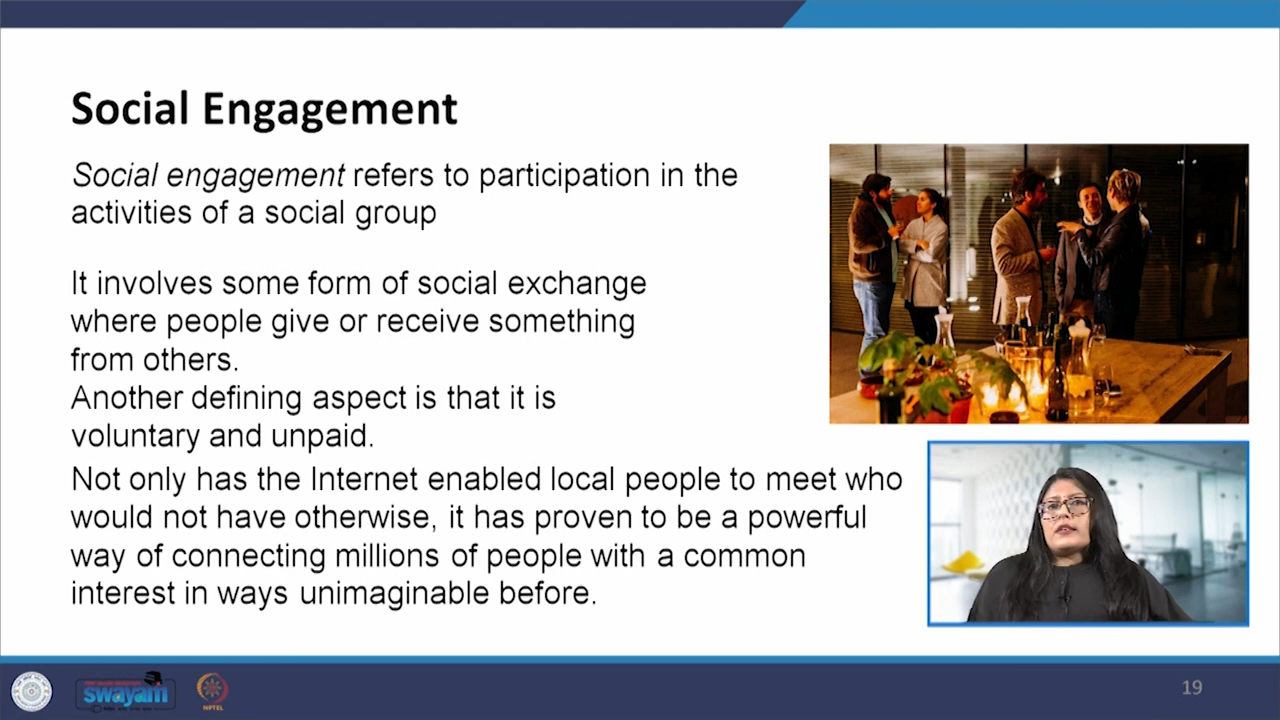 Social Engagement
Social engagement refers to participation in the
activities of a social group
It involves some form of social exchange
where people give or receive something
from others.
Another defining aspect is that it is
voluntary and unpaid.
Not only has the Internet enabled local people to meet who
would not have otherwise, it has proven to be a powerful
way of connecting millions of people with a common
interest in ways unimaginable before.
swayam
NPTEL
19